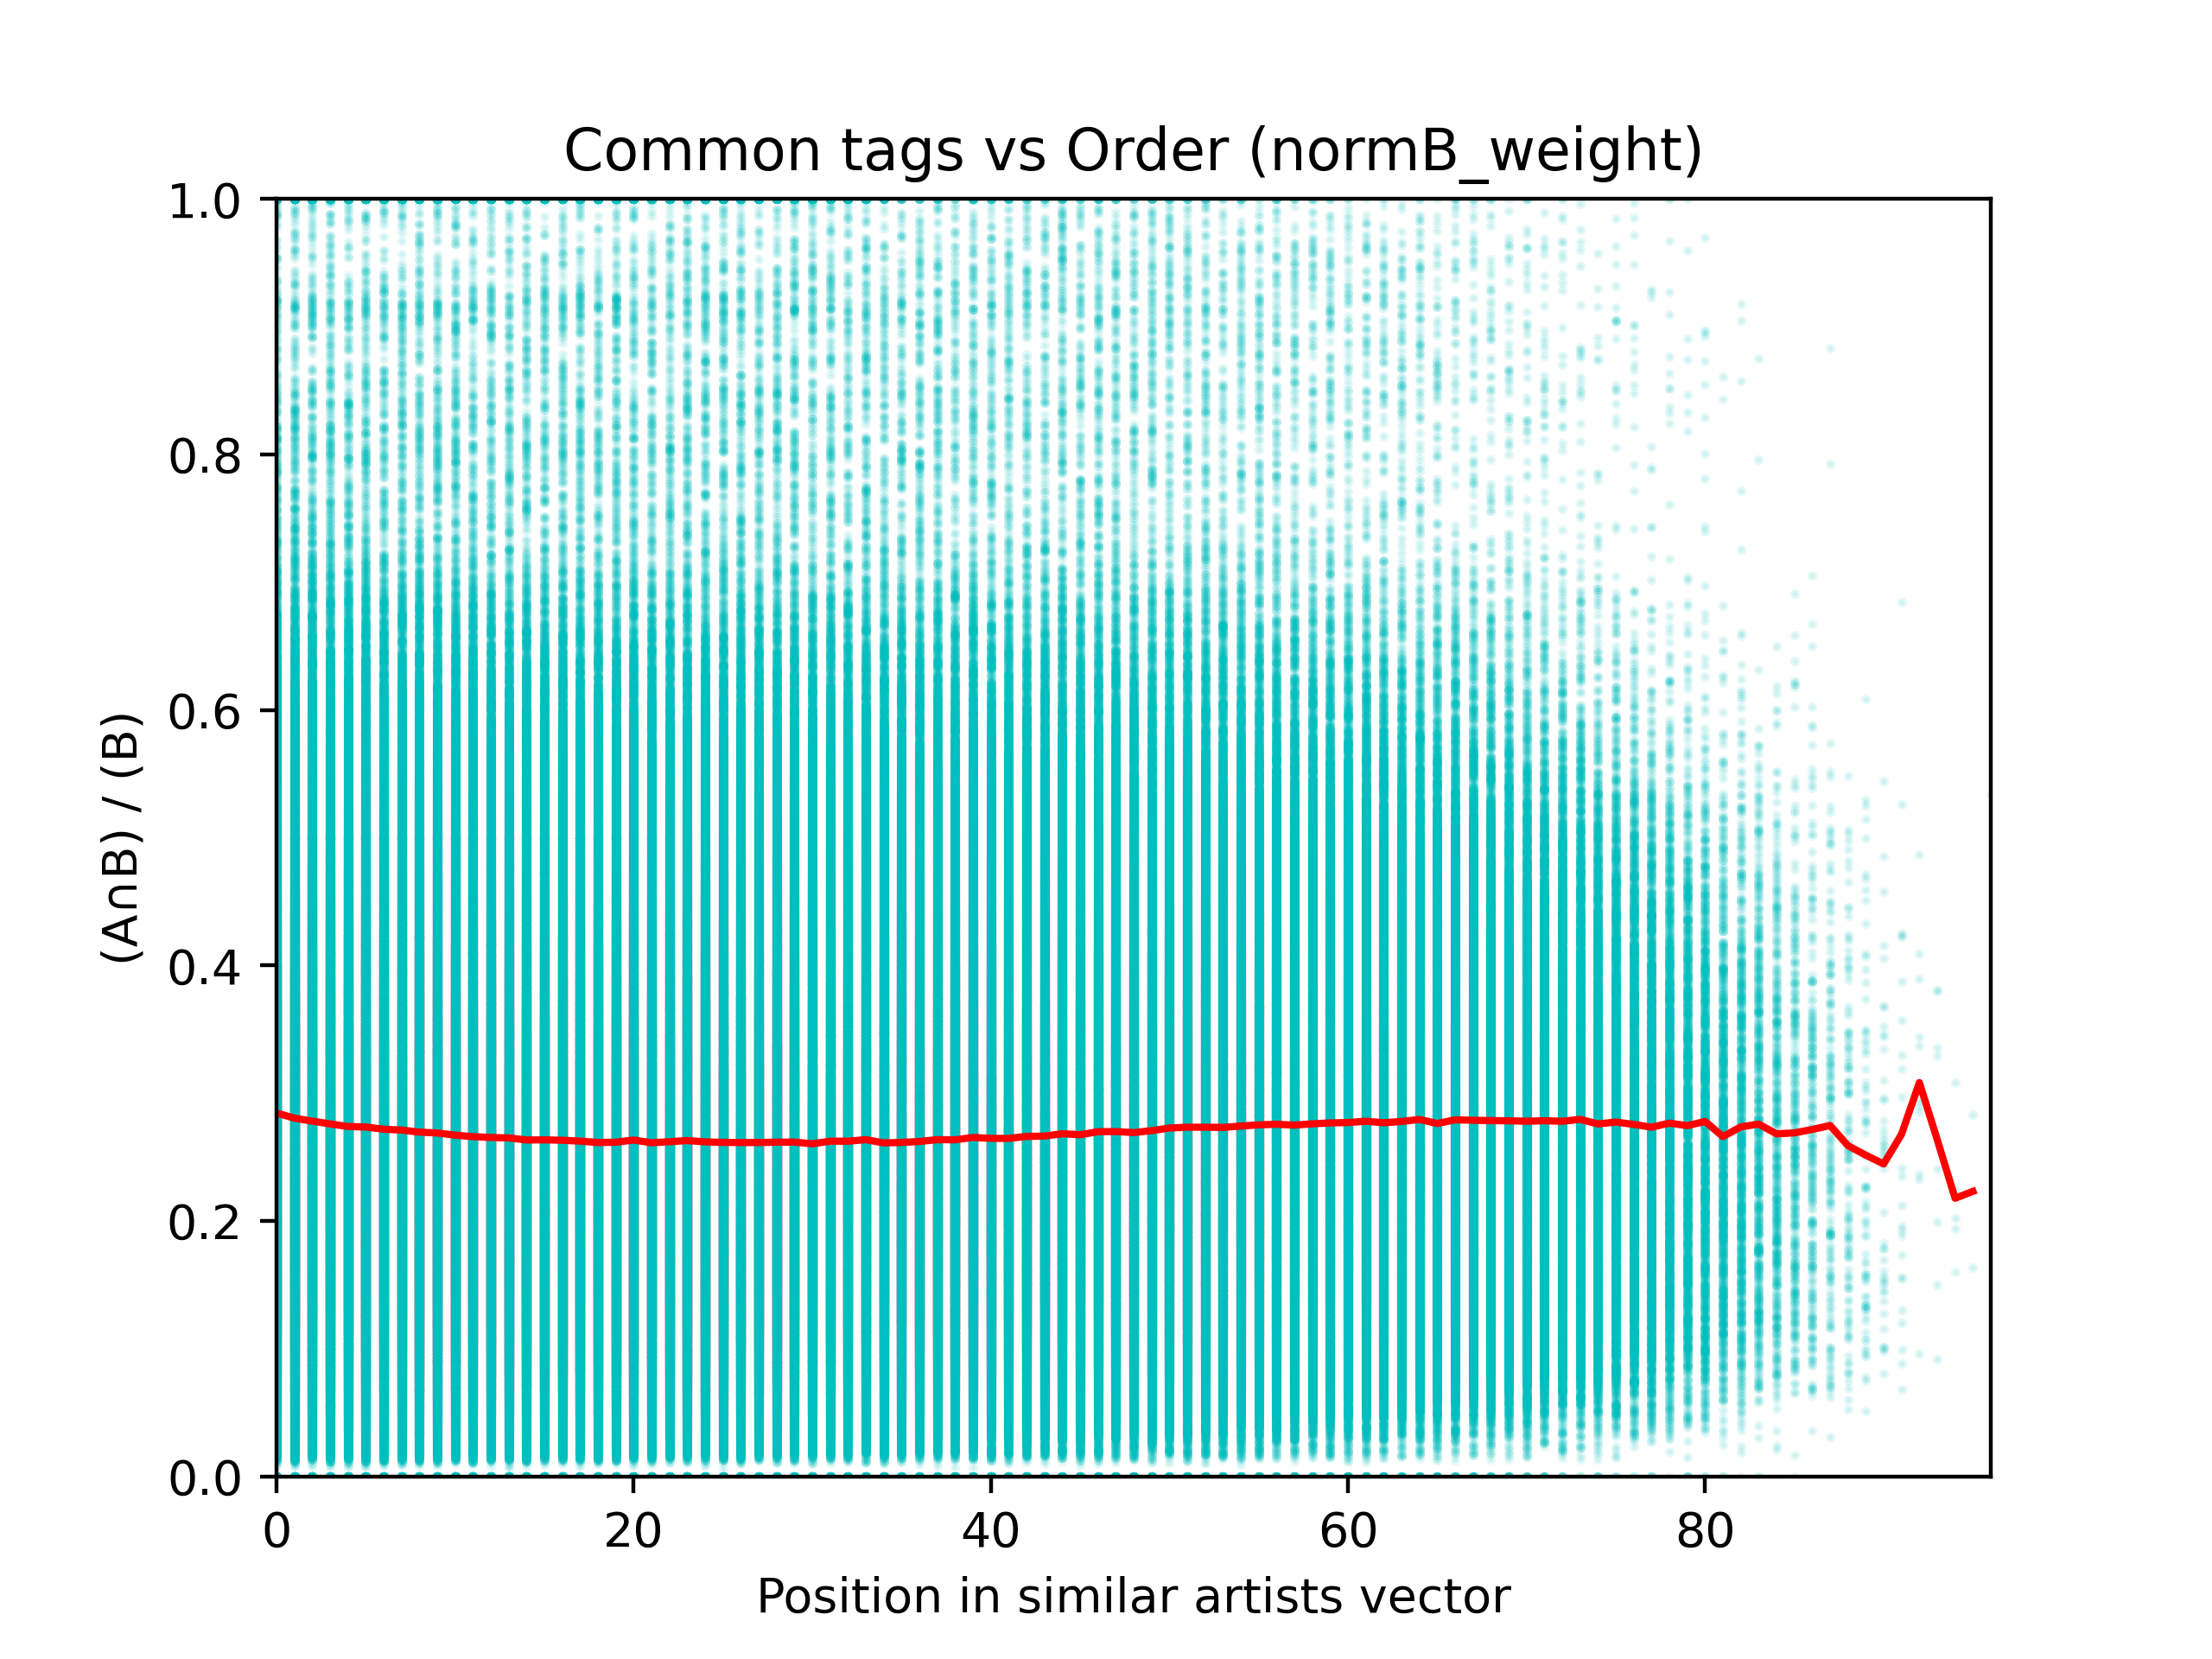 Common tags vs Order (normB_weight)
1.0
0.8
0.6
0.4
0.2
0.0
(A∩B) / (B)
0 20 40 60 80
Position in similar artists vector